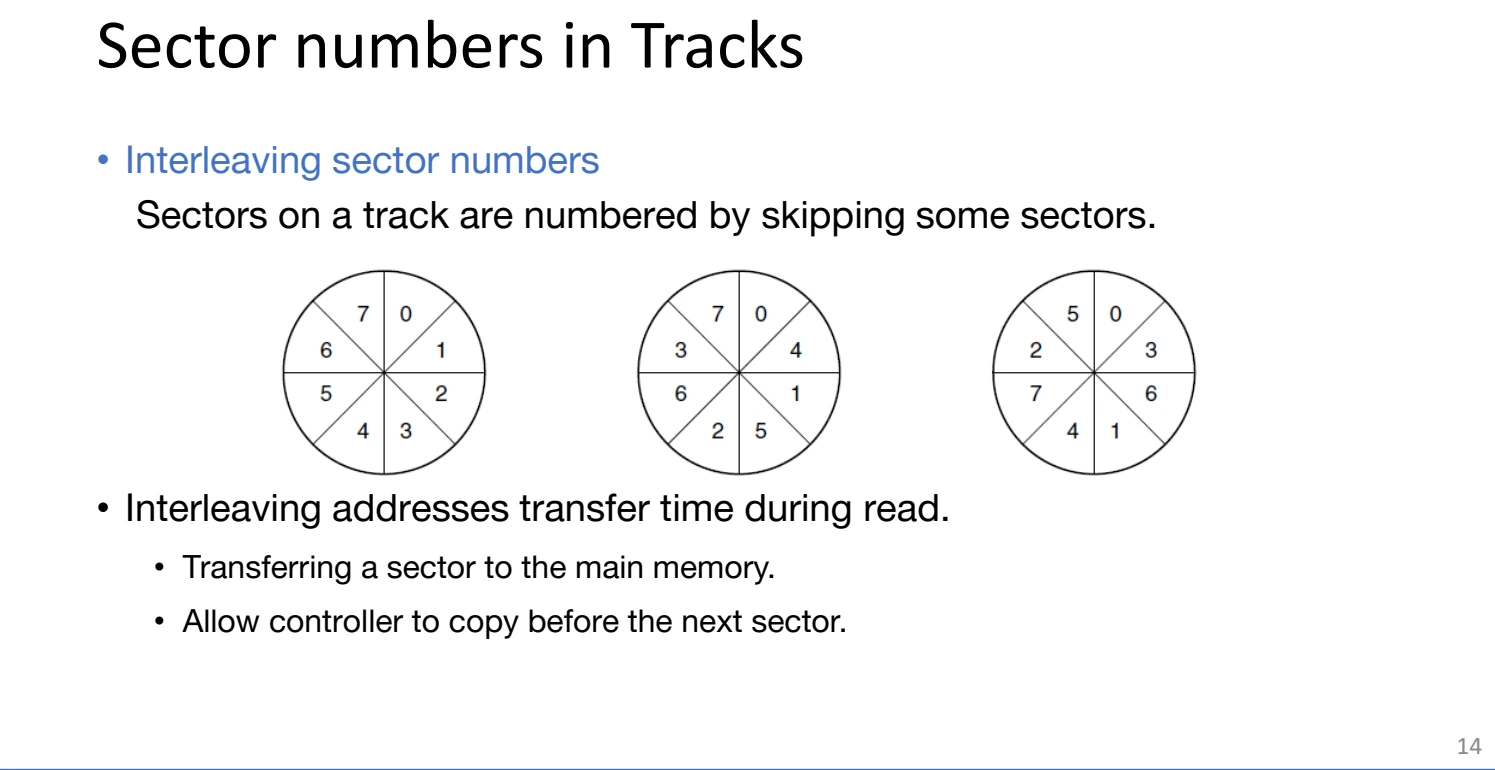 Sector numbers in Tracks
• Interleaving sector numbers
Sectors on a track are numbered by skipping some sectors.
7 0
6 1
5 2
4 3
7 0
3 4
6 1
2 5
5 0
2 3
7 6
4 1
• Interleaving addresses transfer time during read.
• Transferring a sector to the main memory.
• Allow controller to copy before the next sector.
14